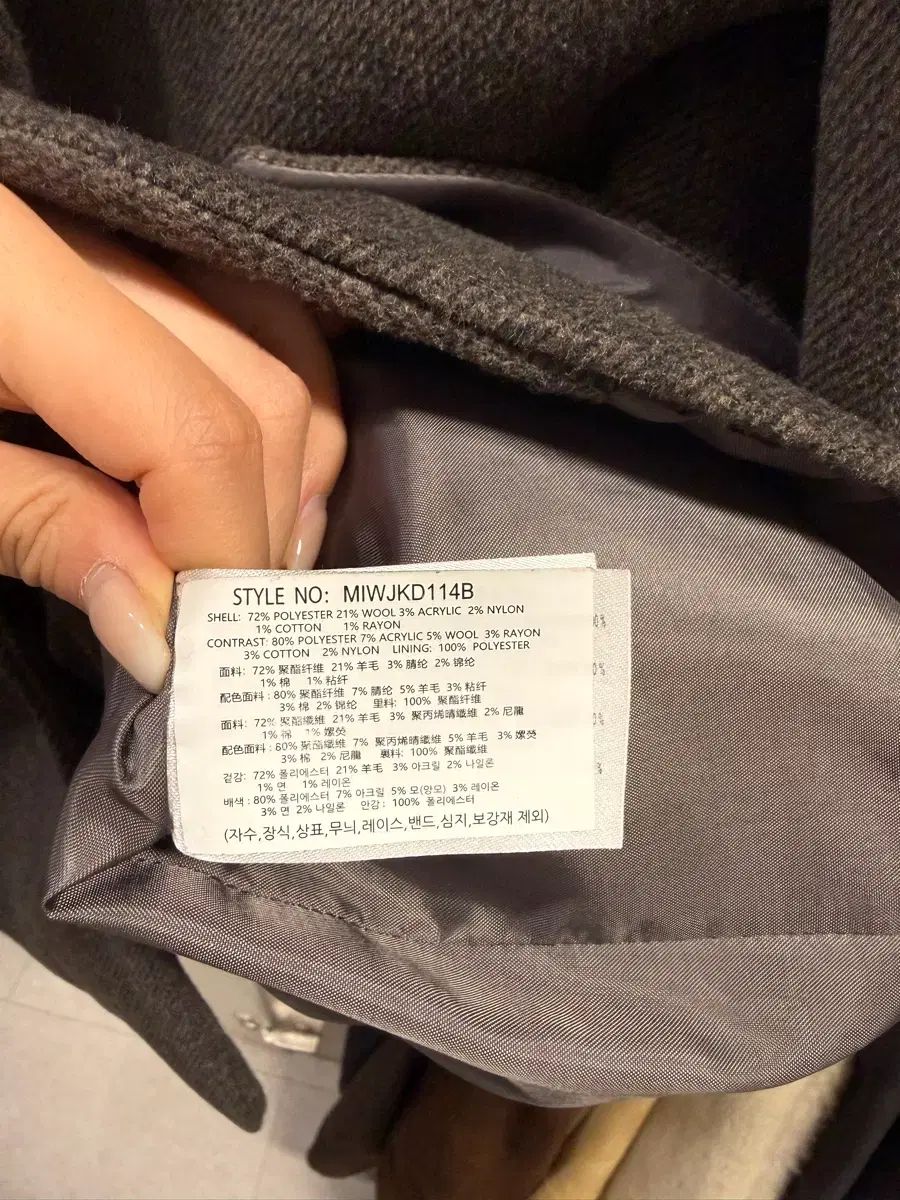 STYLE NO: MIWJKD114B
SHELL: 72% POLYESTER 21% WOOL 3% ACRYLIC 2% NYLON
1% COTTON 1% RAYON
CONTRAST: 80% POLYESTER 7% ACRYLIC 5% WOOL 3% RAYON
3% COTTON 2% NYLON LINING: 100% POLYESTER
面料: 72% 聚酯纤维 21% 羊毛 3% 腈纶 2% 锦纶
1% 棉 1% 粘纤
配色面料: 80% 聚酯纤维 7% 腈纶 5% 羊毛 3% 粘纤
3% 棉 2% 锦纶 里料: 100% 聚酯纤维
面料: 72% 聚酯纖維 21% 羊毛 3% 聚丙烯晴纖維 2% 尼龍
1% 棉 1% 嫘熒
配色面料: 80% 聚酯纖維 7% 聚丙烯晴纖維 5% 羊毛 3% 嫘熒
3% 棉 2% 尼龍 裏料: 100% 聚酯纖維
겉감: 72% 폴리에스터 21% 羊毛 3% 아크릴 2% 나일론
1% 면 1% 레이온
배색: 80% 폴리에스터 7% 아크릴 5% 모(양모) 3% 레이온
3% 면 2% 나일론 안감: 100% 폴리에스터
(자수,장식,상표,무늬,레이스,밴드,심지,보강재 제외)